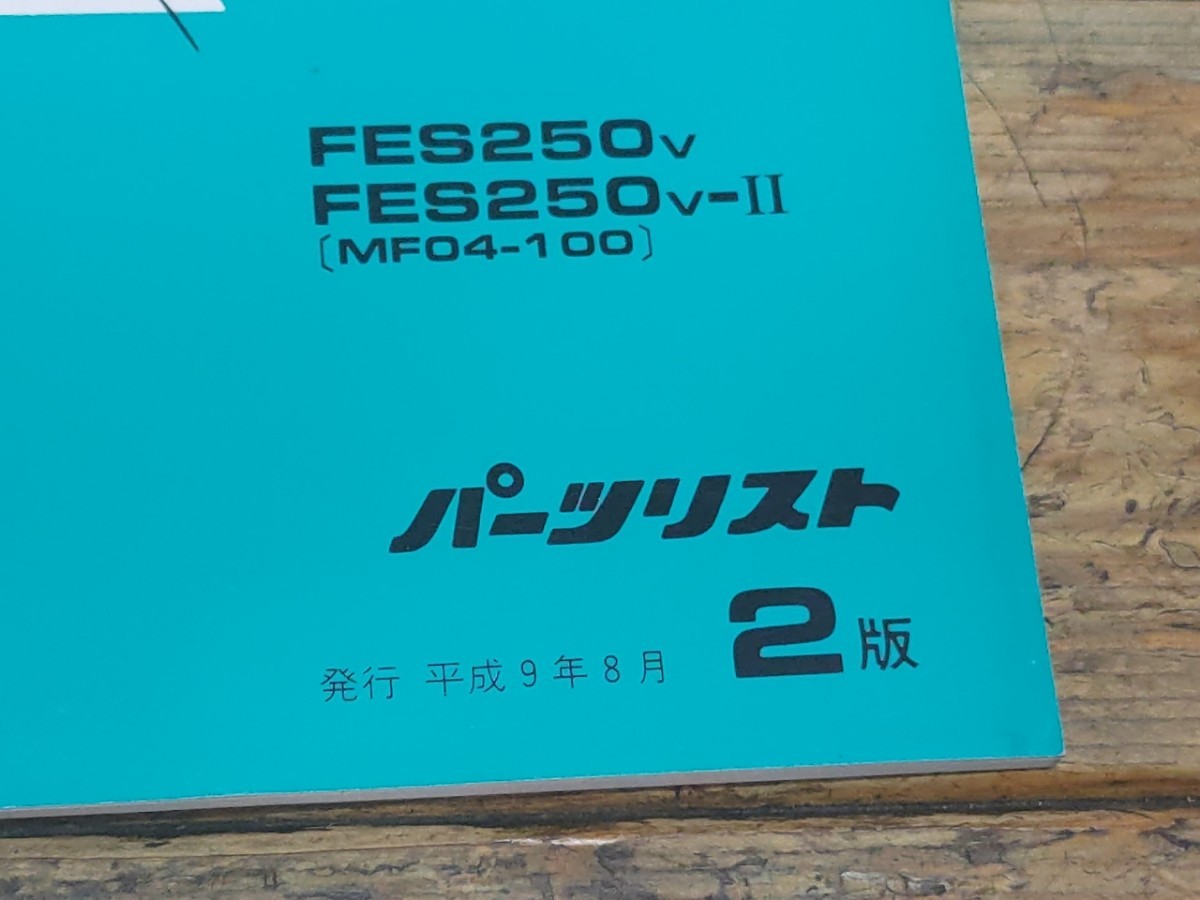 FES250V
FES250V-II
〔MF04-100〕
パーツリスト
2版
発行 平成9年8月